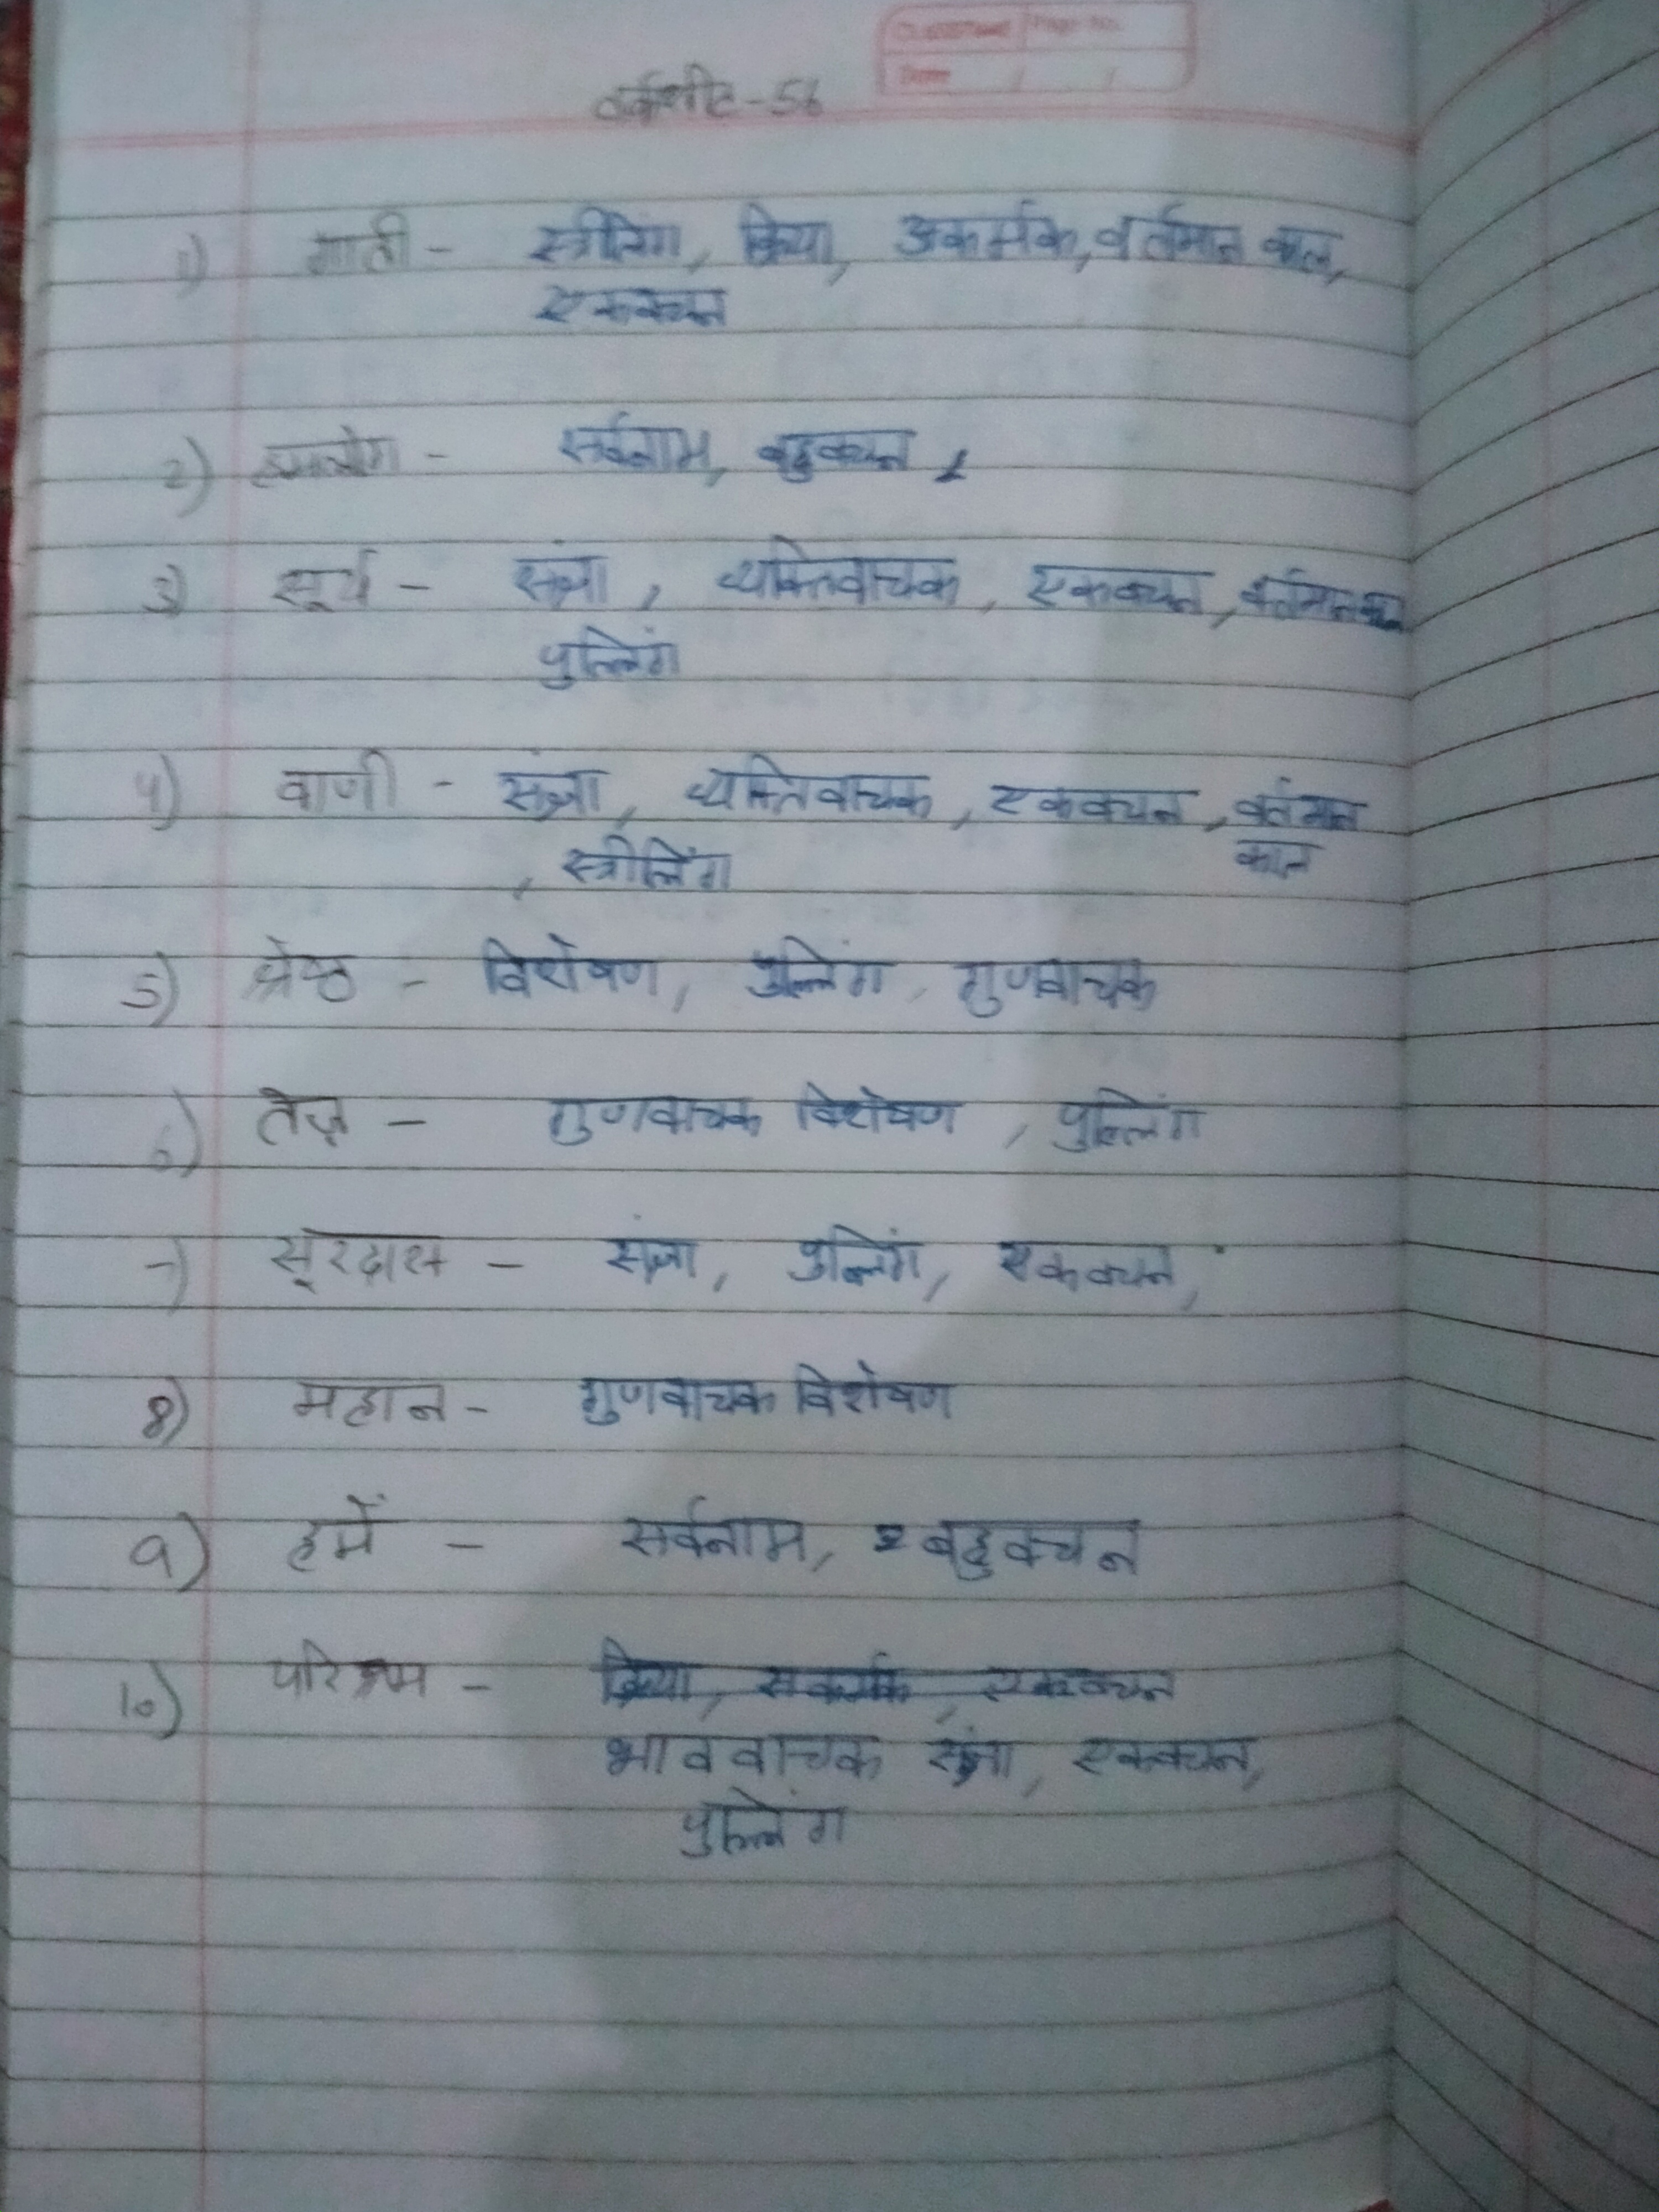 Classmate Page No.
Date / /
वर्कशीट-56
1) गाती - स्त्रीलिंग, क्रिया, अकर्मक, वर्तमान काल,
एकवचन
2) हमलोग - सर्वनाम, बहुवचन,
3) सूर्य - संज्ञा, व्यक्तिवाचक, एकवचन, वर्तमान काल
पुल्लिंग
4) वाणी - संज्ञा, व्यक्तिवाचक, एकवचन, वर्तमान
काल
, स्त्रीलिंग
5) श्रेष्ठ - विशेषण, पुल्लिंग, गुणवाचक
6) तेज़ - गुणवाचक विशेषण, पुल्लिंग
7) सूरदास - संज्ञा, पुल्लिंग, एकवचन,
8) महान - गुणवाचक विशेषण
9) हमें - सर्वनाम, बहुवचन
10) परिश्रम - क्रिया, सकर्मक, एकवचन
भाववाचक संज्ञा, एकवचन,
पुल्लिंग